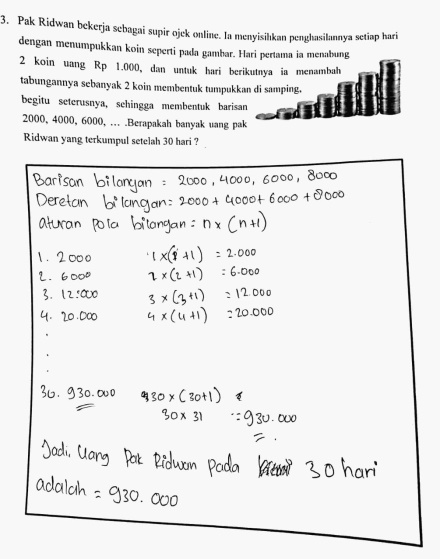 3. Pak Ridwan bekerja sebagai supir ojek online. Ia menyisihkan penghasilannya setiap hari
dengan menumpukkan koin seperti pada gambar. Hari pertama ia menabung
2 koin uang Rp 1.000, dan untuk hari berikutnya ia menambah
tabungannya sebanyak 2 koin membentuk tumpukkan di samping,
begitu seterusnya, sehingga membentuk barisan
2000, 4000, 6000, ... .Berapakah banyak uang pak
Ridwan yang terkumpul setelah 30 hari ?
Barisan bilangan = 2000, 4000, 6000, 8000
Deretan bilangan = 2000 + 4000 + 6000 + 8000
aturan pola bilangan = n x (n+1)
1. 2000 1 x (1 +1) = 2.000
2. 6000 2 x (2 +1) = 6.000
3. 12.000 3 x (3+1) = 12.000
4. 20.000 4 x (4+1) = 20.000
.
.
.
30. 930.000 30 x (30+1)
30 x 31 = 930.000
Jadi, Uang Pak Ridwan pada 30 hari
adalah = 930.000